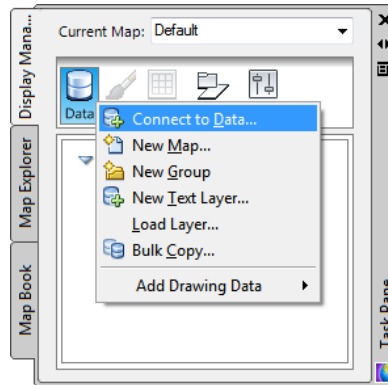 Current Map: Default
Data
Connect to Data...
New Map...
New Group
New Text Layer...
Load Layer...
Bulk Copy...
Add Drawing Data
Display Mana...
Map Explorer
Map Book
Task Pane